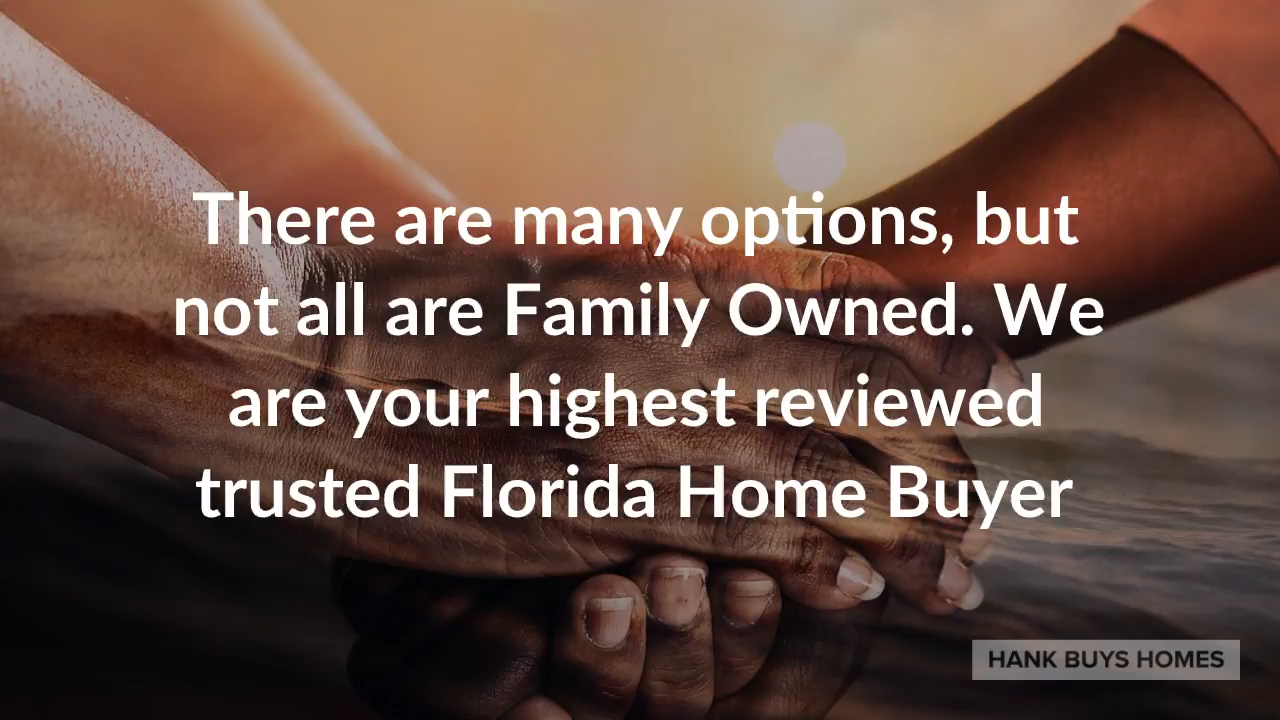 There are many options, but
not all are Family Owned. We
are your highest reviewed
trusted Florida Home Buyer
HANK BUYS HOMES